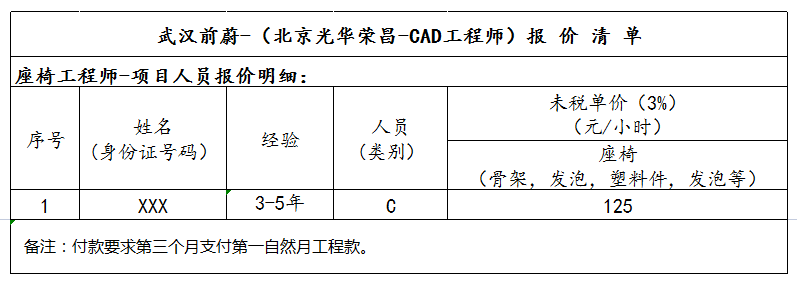 武汉前蔚-（北京光华荣昌-CAD工程师）报 价 清 单
座椅工程师-项目人员报价明细：
序号
姓名
（身份证号码）
经验
人员
（类别）
未税单价（3%）
（元/小时）
座椅
（骨架，发泡，塑料件，发泡等）
1
XXX
3-5年
C
125
备注：付款要求第三个月支付第一自然月工程款。